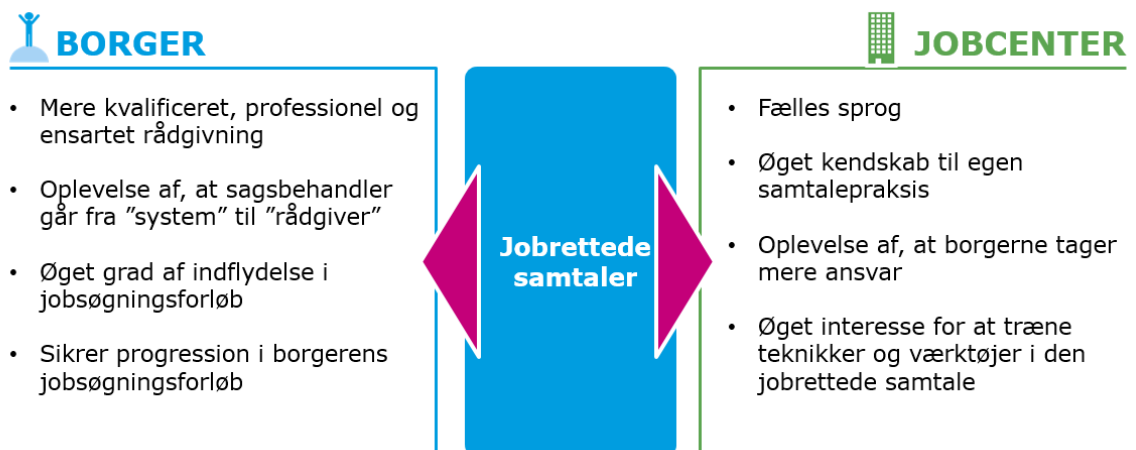 BORGER
• Mere kvalificeret, professionel og
ensartet rådgivning
• Oplevelse af, at sagsbehandler
går fra ”system” til ”rådgiver”
• Øget grad af indflydelse i
jobsøgningsforløb
• Sikrer progression i borgerens
jobsøgningsforløb
Jobrettede
samtaler
JOBCENTER
• Fælles sprog
• Øget kendskab til egen
samtalepraksis
• Oplevelse af, at borgerne tager
mere ansvar
• Øget interesse for at træne
teknikker og værktøjer i den
jobrettede samtale